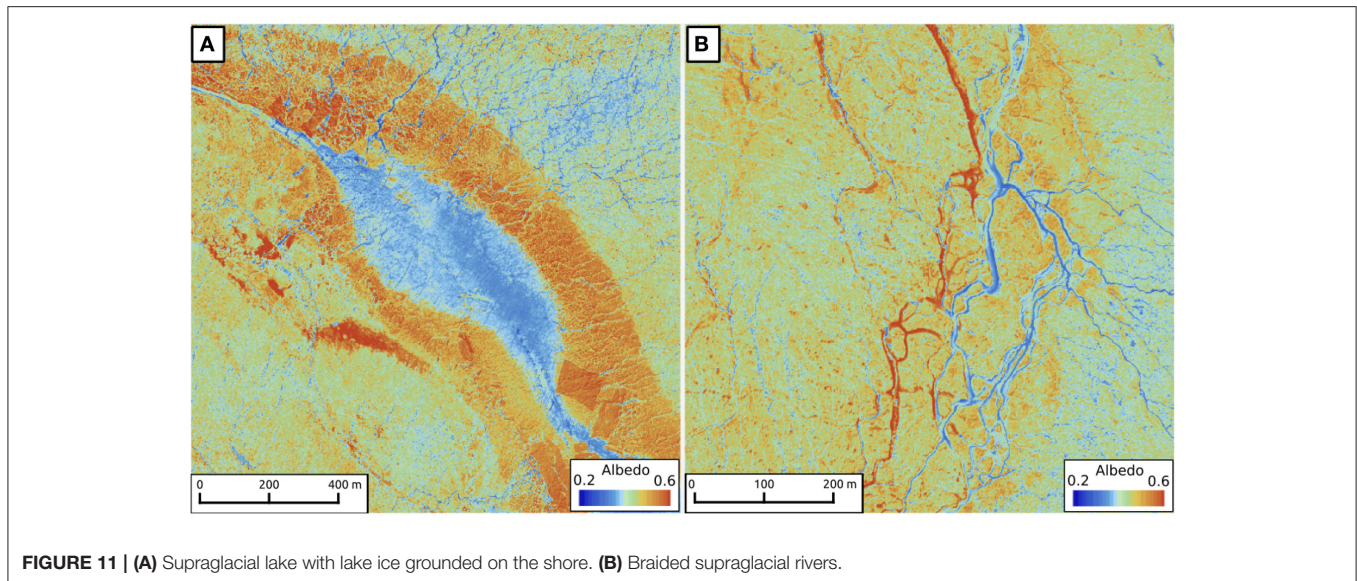 A
B
Albedo
0.2 0.6
0 200 400 m
Albedo
0.2 0.6
0 100 200 m
FIGURE 11 | (A) Supraglacial lake with lake ice grounded on the shore. (B) Braided supraglacial rivers.